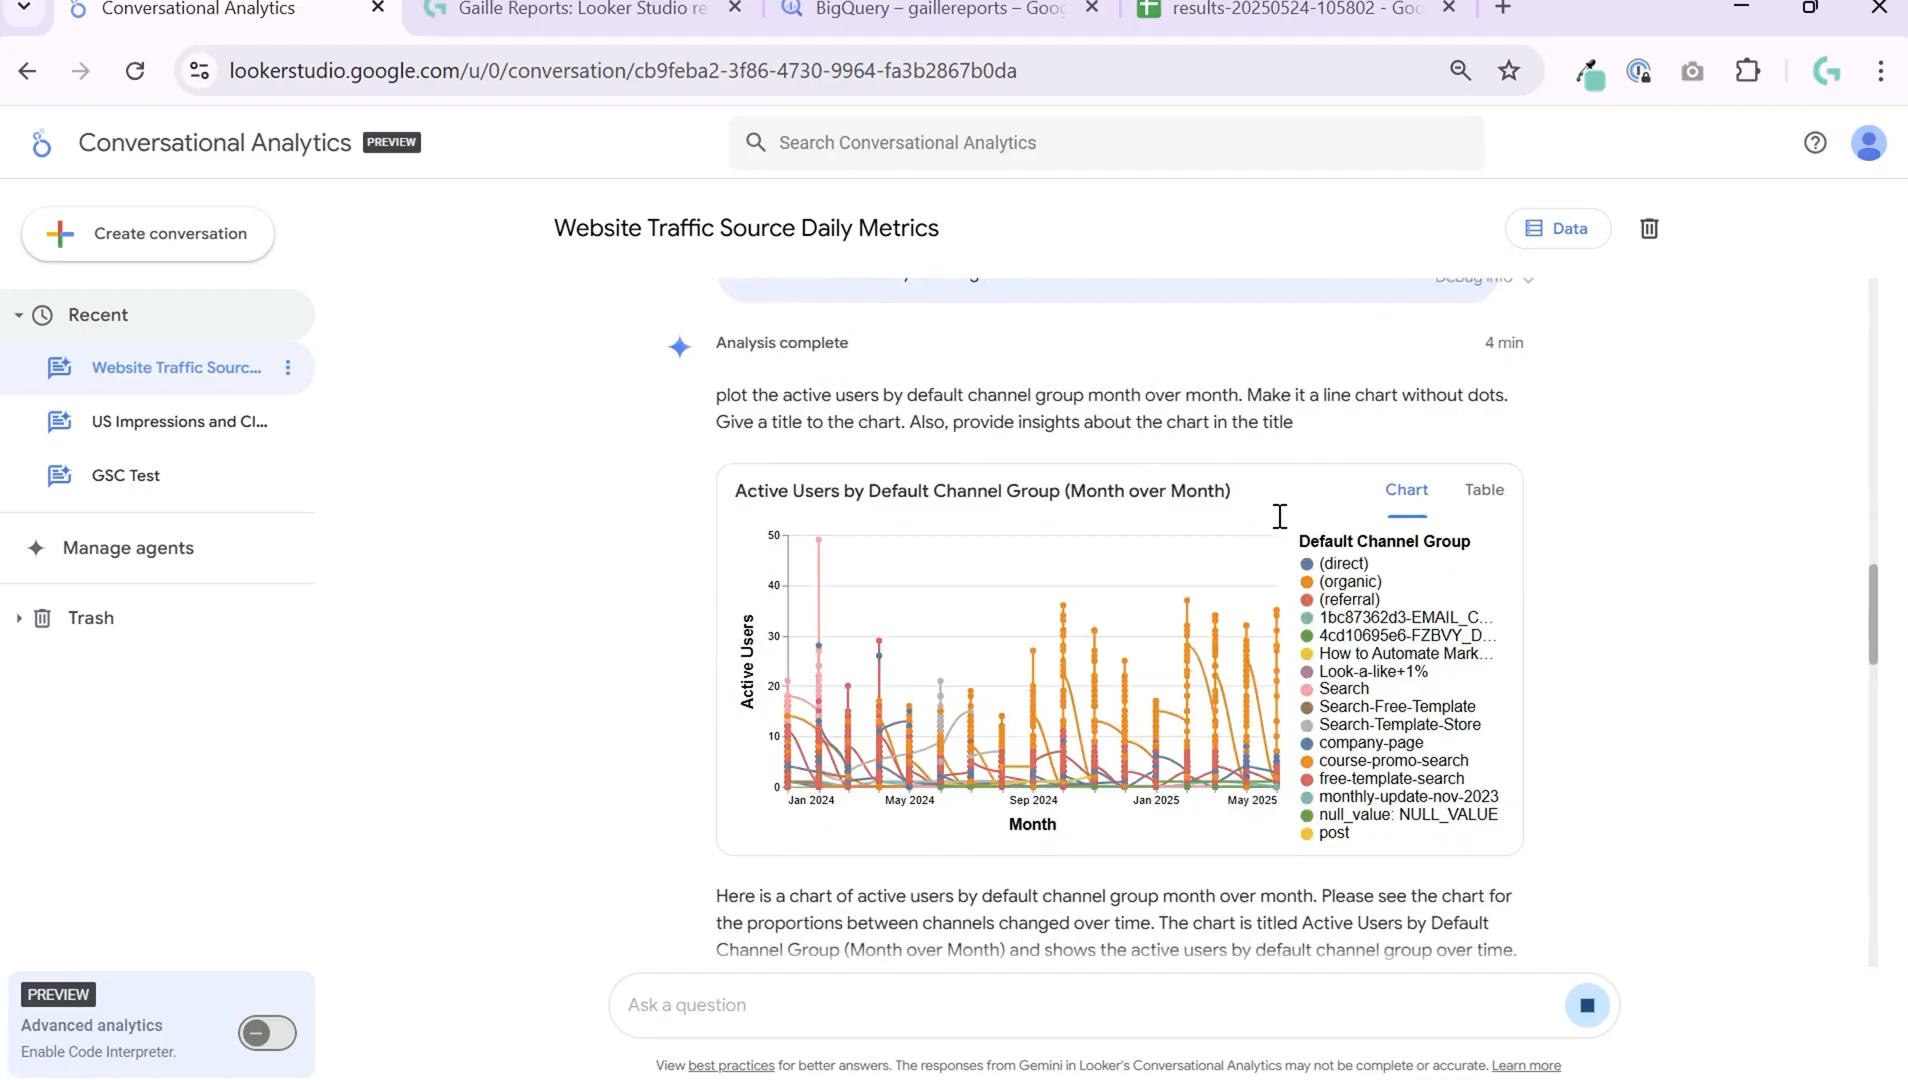 Conversational Analytics
Gaille Reports: Looker Studio re
BigQuery – gaillereports – Goog
results-20250524-105802 - Goo
lookerstudio.google.com/u/0/conversation/cb9feba2-3f86-4730-9964-fa3b2867b0da
Conversational Analytics
PREVIEW
Search Conversational Analytics
Create conversation
Website Traffic Source Daily Metrics
Data
Recent
Website Traffic Sourc...
US Impressions and Cl...
GSC Test
Manage agents
Trash
Debug info
Analysis complete
4 min
plot the active users by default channel group month over month. Make it a line chart without dots.
Give a title to the chart. Also, provide insights about the chart in the title
Active Users by Default Channel Group (Month over Month)
Chart
Table
50
40
30
20
10
0
Active Users
Jan 2024
May 2024
Sep 2024
Jan 2025
May 2025
Month
Default Channel Group
(direct)
(organic)
(referral)
1bc87362d3-EMAIL_C...
4cd10695e6-FZBVY_D...
How to Automate Mark...
Look-a-like+1%
Search
Search-Free-Template
Search-Template-Store
company-page
course-promo-search
free-template-search
monthly-update-nov-2023
null_value: NULL_VALUE
post
Here is a chart of active users by default channel group month over month. Please see the chart for
the proportions between channels changed over time. The chart is titled Active Users by Default
Channel Group (Month over Month) and shows the active users by default channel group over time.
PREVIEW
Advanced analytics
Enable Code Interpreter.
Ask a question
View best practices for better answers. The responses from Gemini in Looker's Conversational Analytics may not be complete or accurate. Learn more